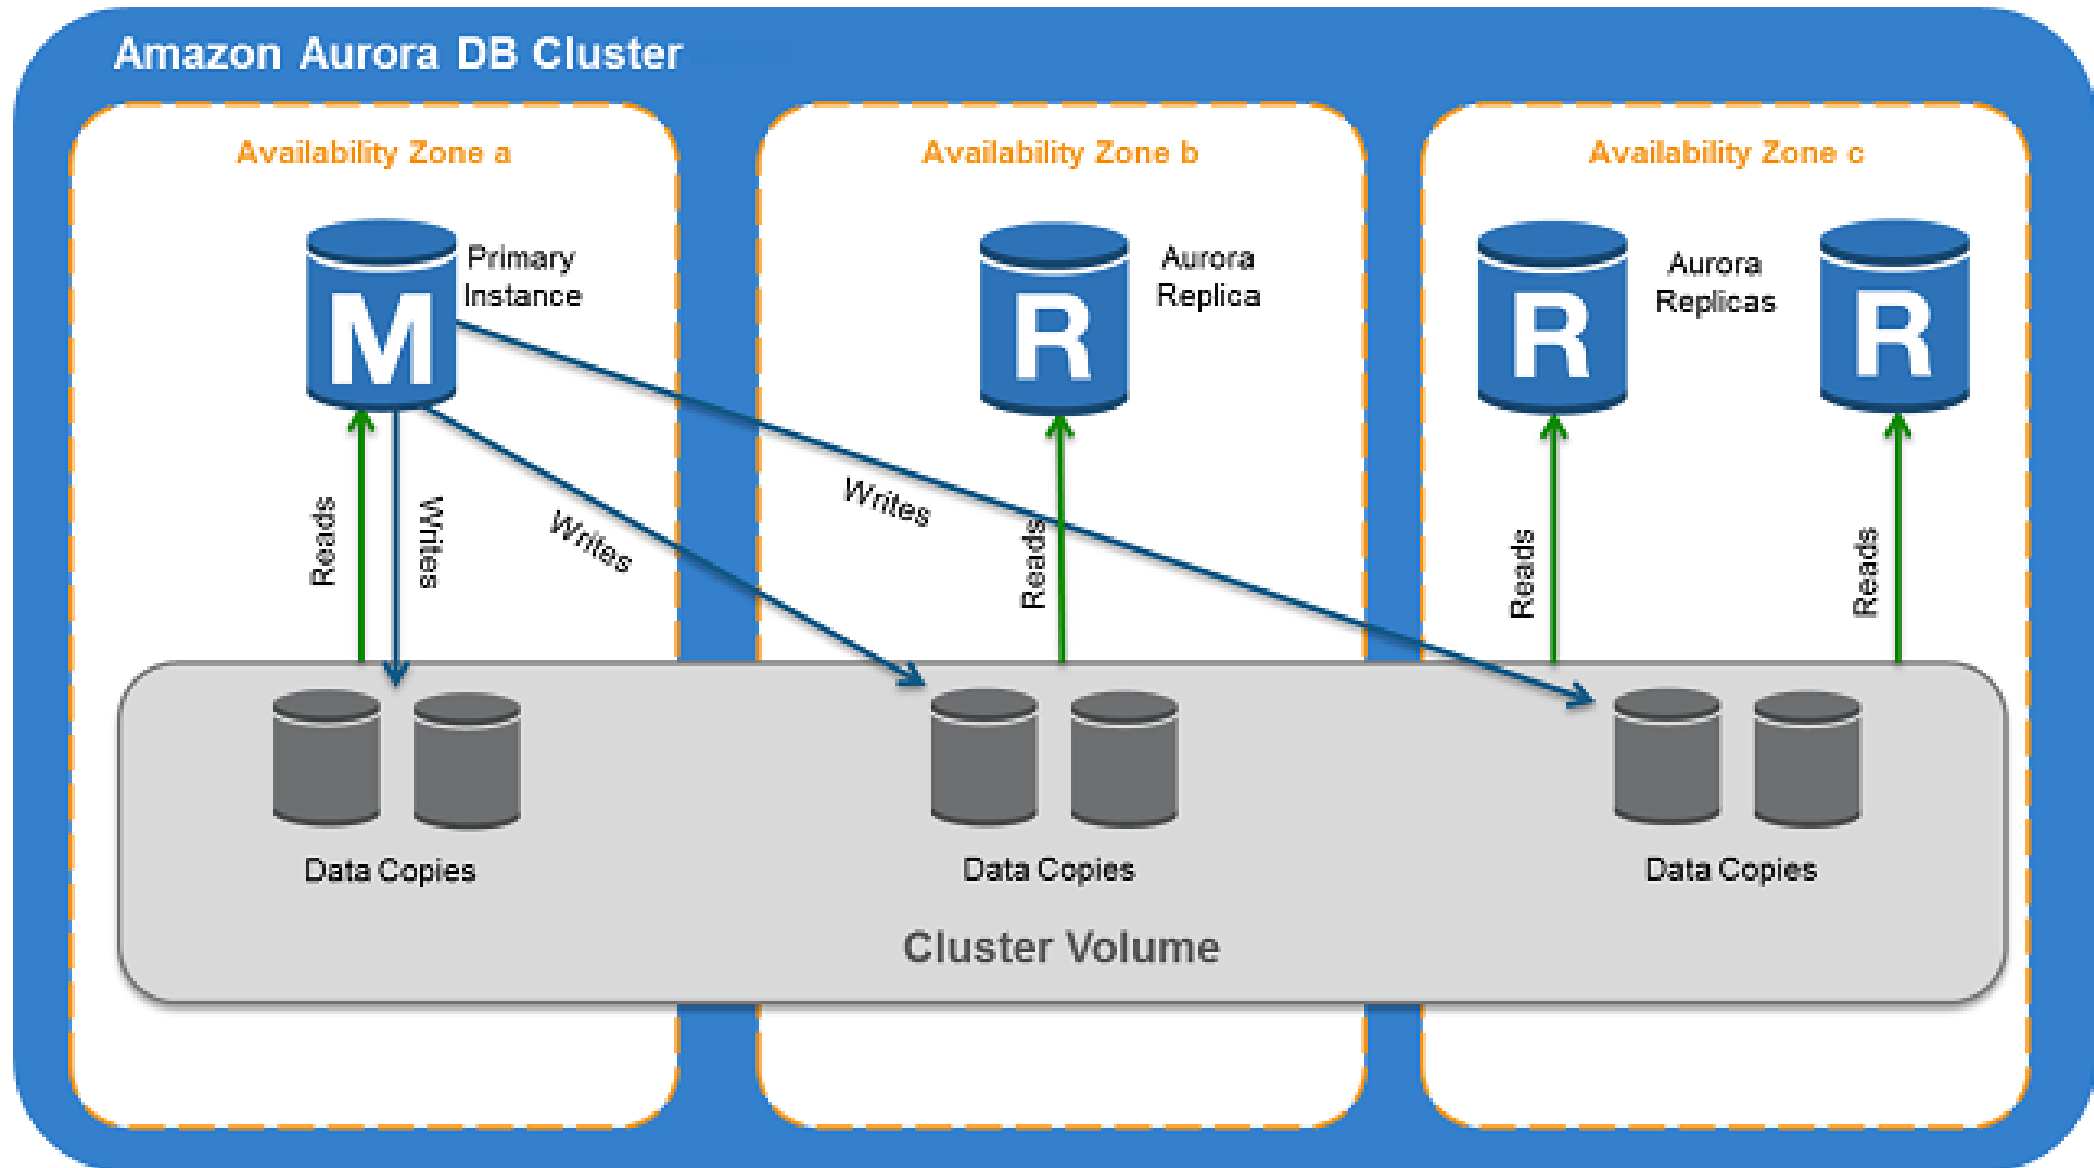 Amazon Aurora DB Cluster
Availability Zone a
Availability Zone b
Availability Zone c
M
Primary
Instance
R
Aurora
Replica
R
Aurora
Replicas
R
Reads
Writes
Writes
Writes
Reads
Reads
Reads
Data Copies
Data Copies
Data Copies
Cluster Volume